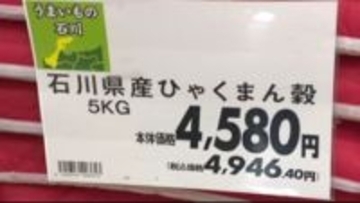 うまいもの
石川
石川県産ひゃくまん穀
5KG
本体価格4,580円
(税込価格4,946.40円)